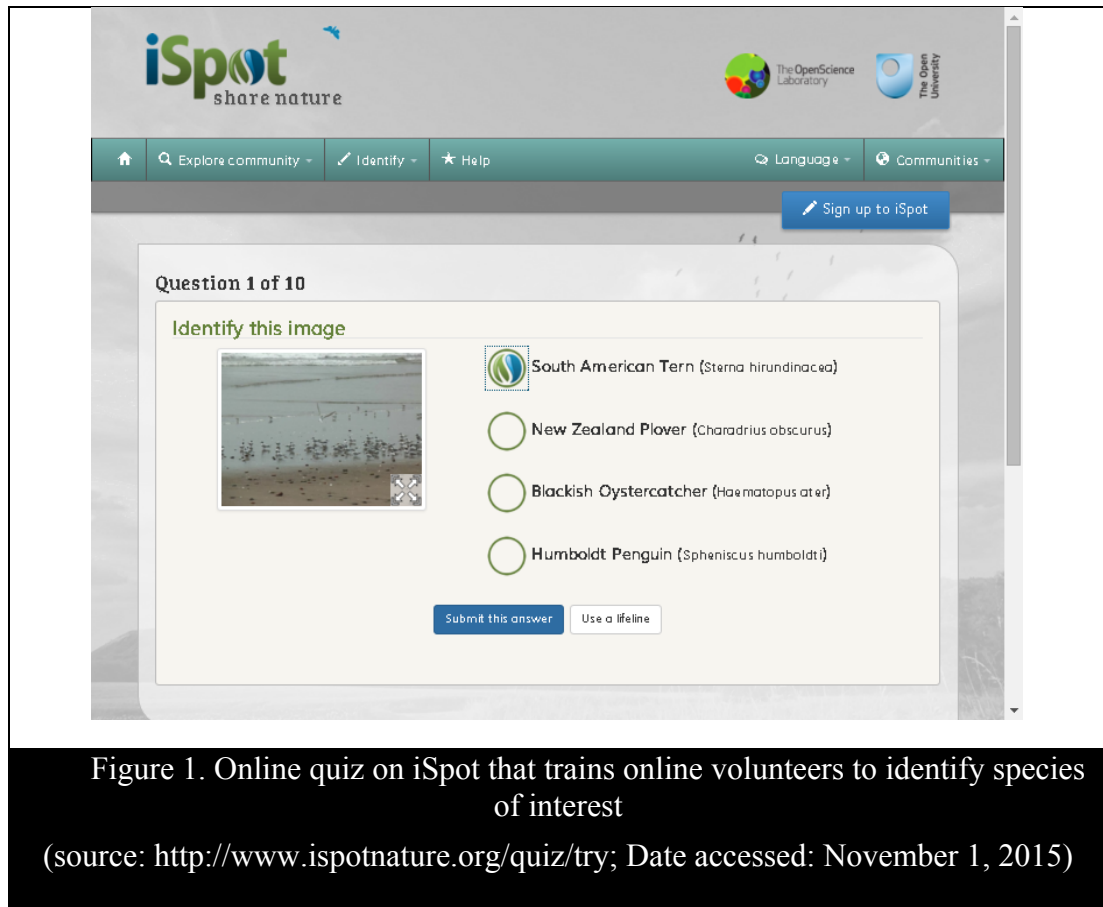 iSpot
share nature
The OpenScience
Laboratory
The Open
University
Explore community
Identify
Help
Language
Communities
Sign up to iSpot
Question 1 of 10
Identify this image
South American Tern (Sterna hirundinacea)
New Zealand Plover (Charadrius obscurus)
Blackish Oystercatcher (Haematopus ater)
Humboldt Penguin (Spheniscus humboldti)
Submit this answer
Use a lifeline
Figure 1. Online quiz on iSpot that trains online volunteers to identify species
of interest
(source: http://www.ispotnature.org/quiz/try; Date accessed: November 1, 2015)